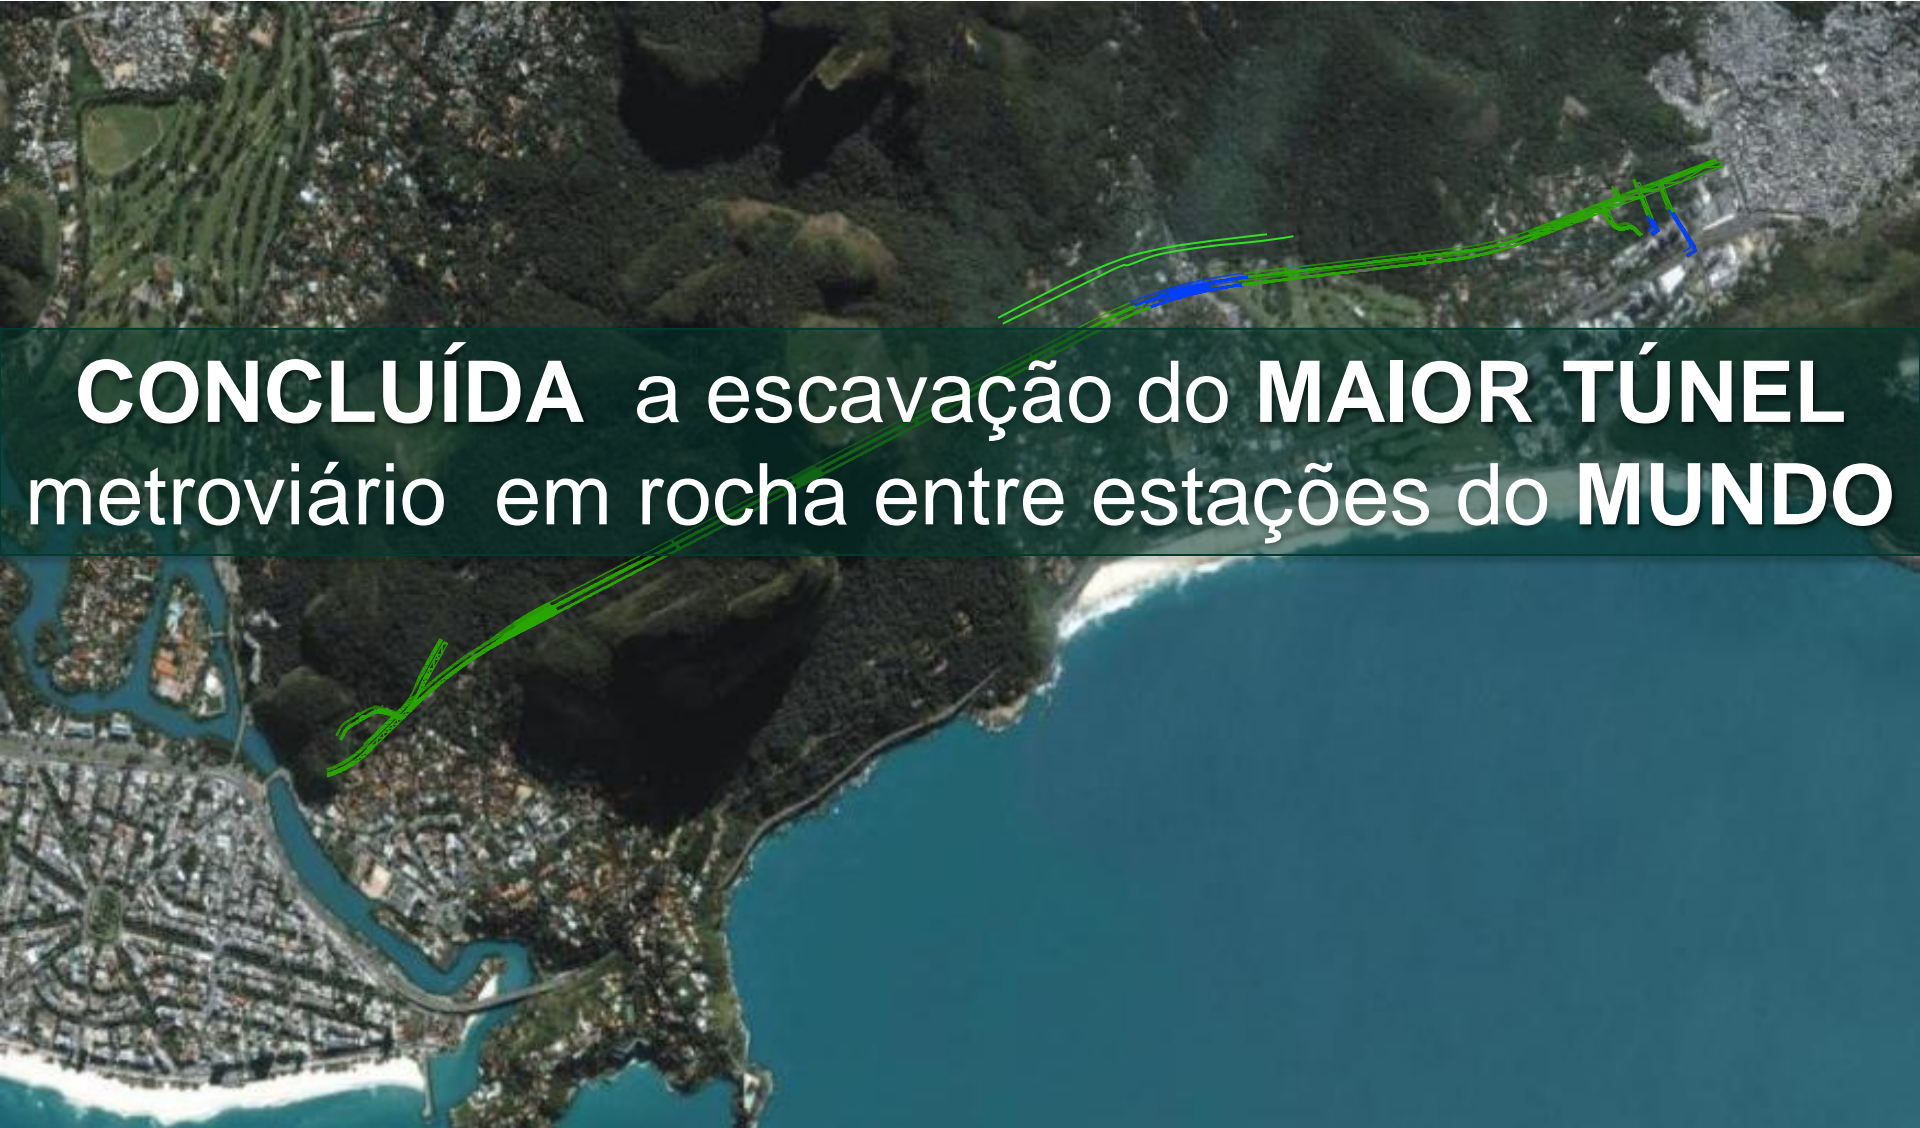 CONCLUÍDA a escavação do MAIOR TÚNEL
metroviário em rocha entre estações do MUNDO